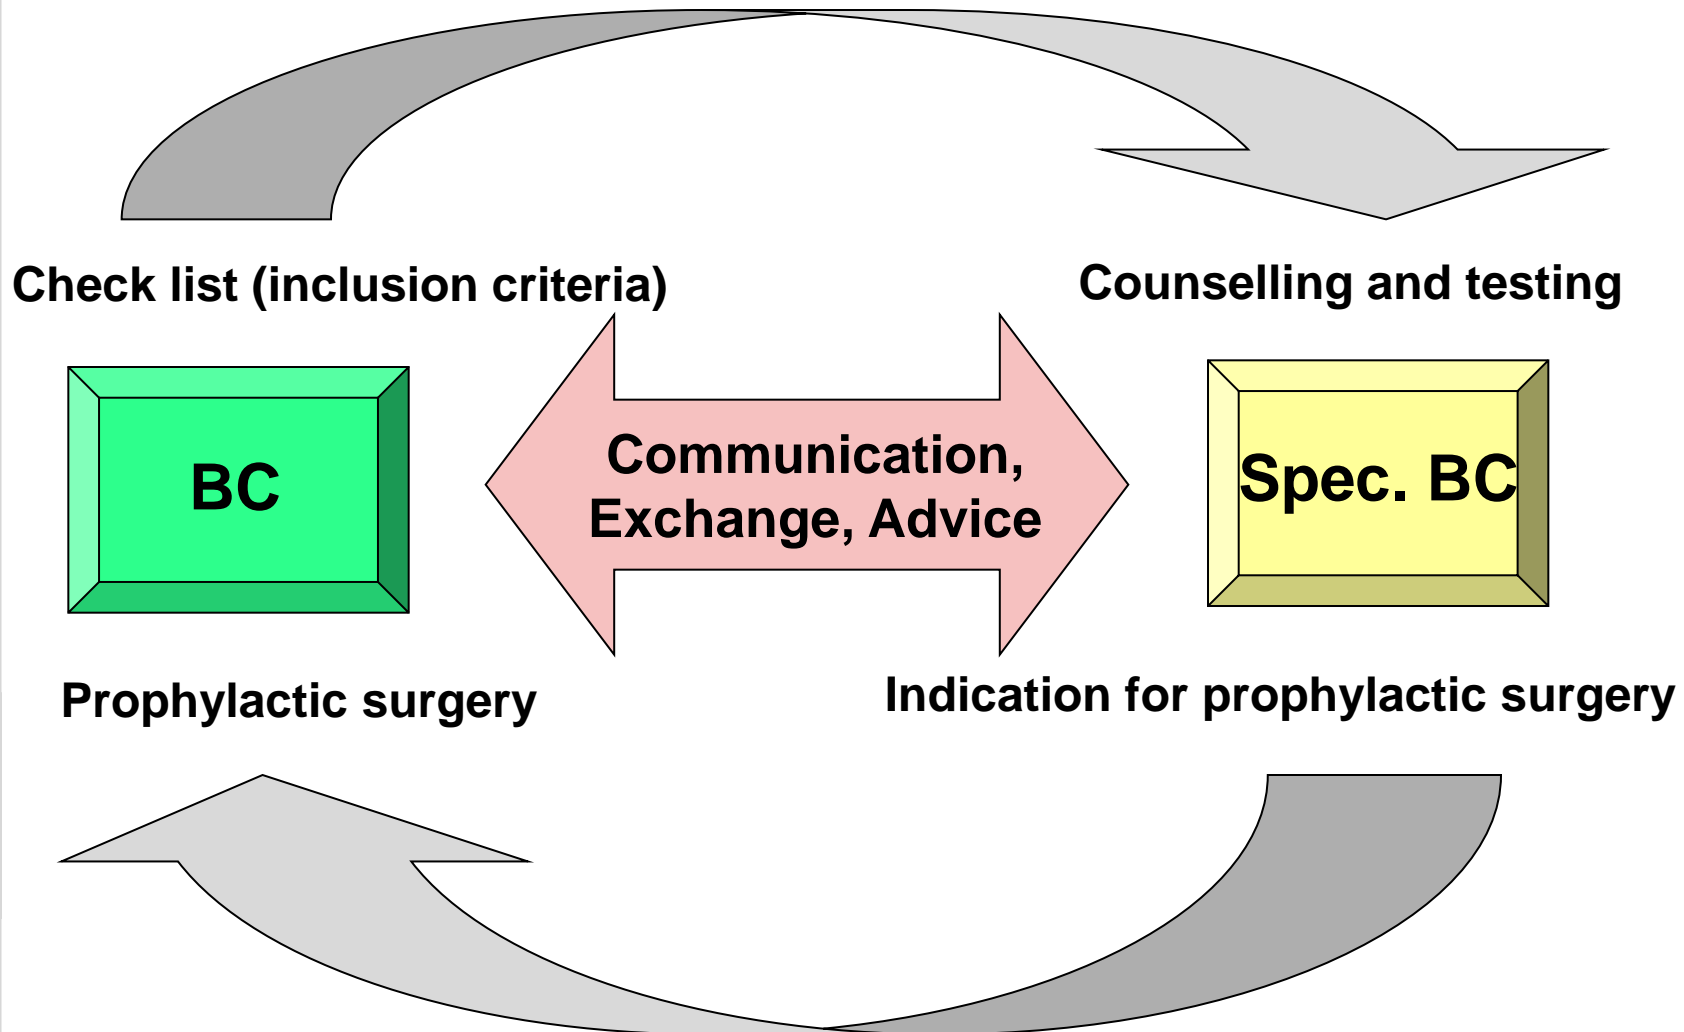 Check list (inclusion criteria)
Counselling and testing
BC
Communication,
Exchange, Advice
Spec. BC
Prophylactic surgery
Indication for prophylactic surgery